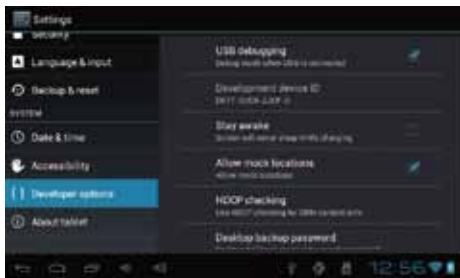 Settings
Security
Language & input
Backup & reset
SYSTEM
Date & time
Accessibility
Developer options
About tablet
USB debugging
Debug mode when USB is connected
Development device ID
Stay awake
Screen will never sleep while charging
Allow mock locations
Allow mock locations
HDCP checking
Desktop backup password
12:56